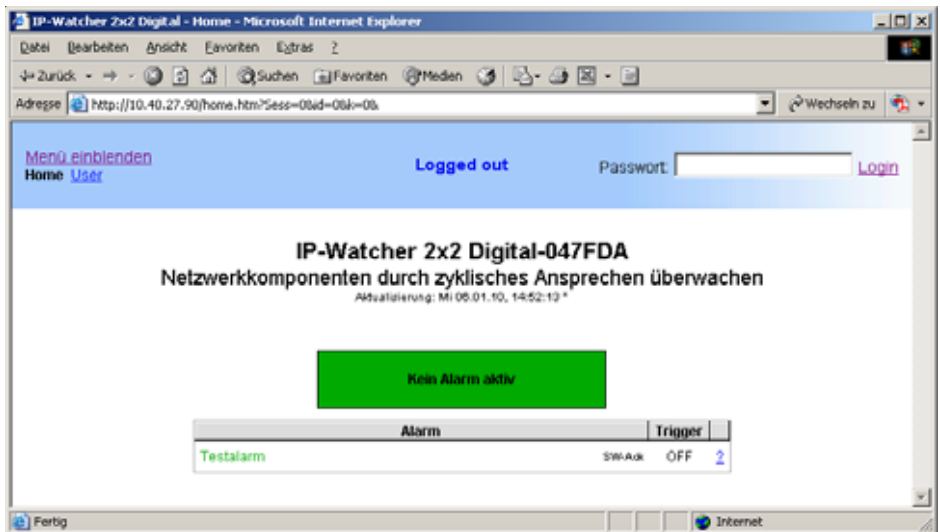 IP-Watcher 2x2 Digital - Home - Microsoft Internet Explorer
Datei Bearbeiten Ansicht Favoriten Extras ?
Zurück Suchen Favoriten Medien
Adresse http://10.40.27.90/home.htm?Sess=0&id=0&k=0& Wechseln zu
Menü einblenden
Home User
Logged out
Passwort: Login
IP-Watcher 2x2 Digital-047FDA
Netzwerkkomponenten durch zyklisches Ansprechen überwachen
Aktualisierung: Mi 06.01.10, 14:52:13 *
Kein Alarm aktiv
Alarm Trigger
Testalarm SW-Ack OFF ?
Fertig Internet